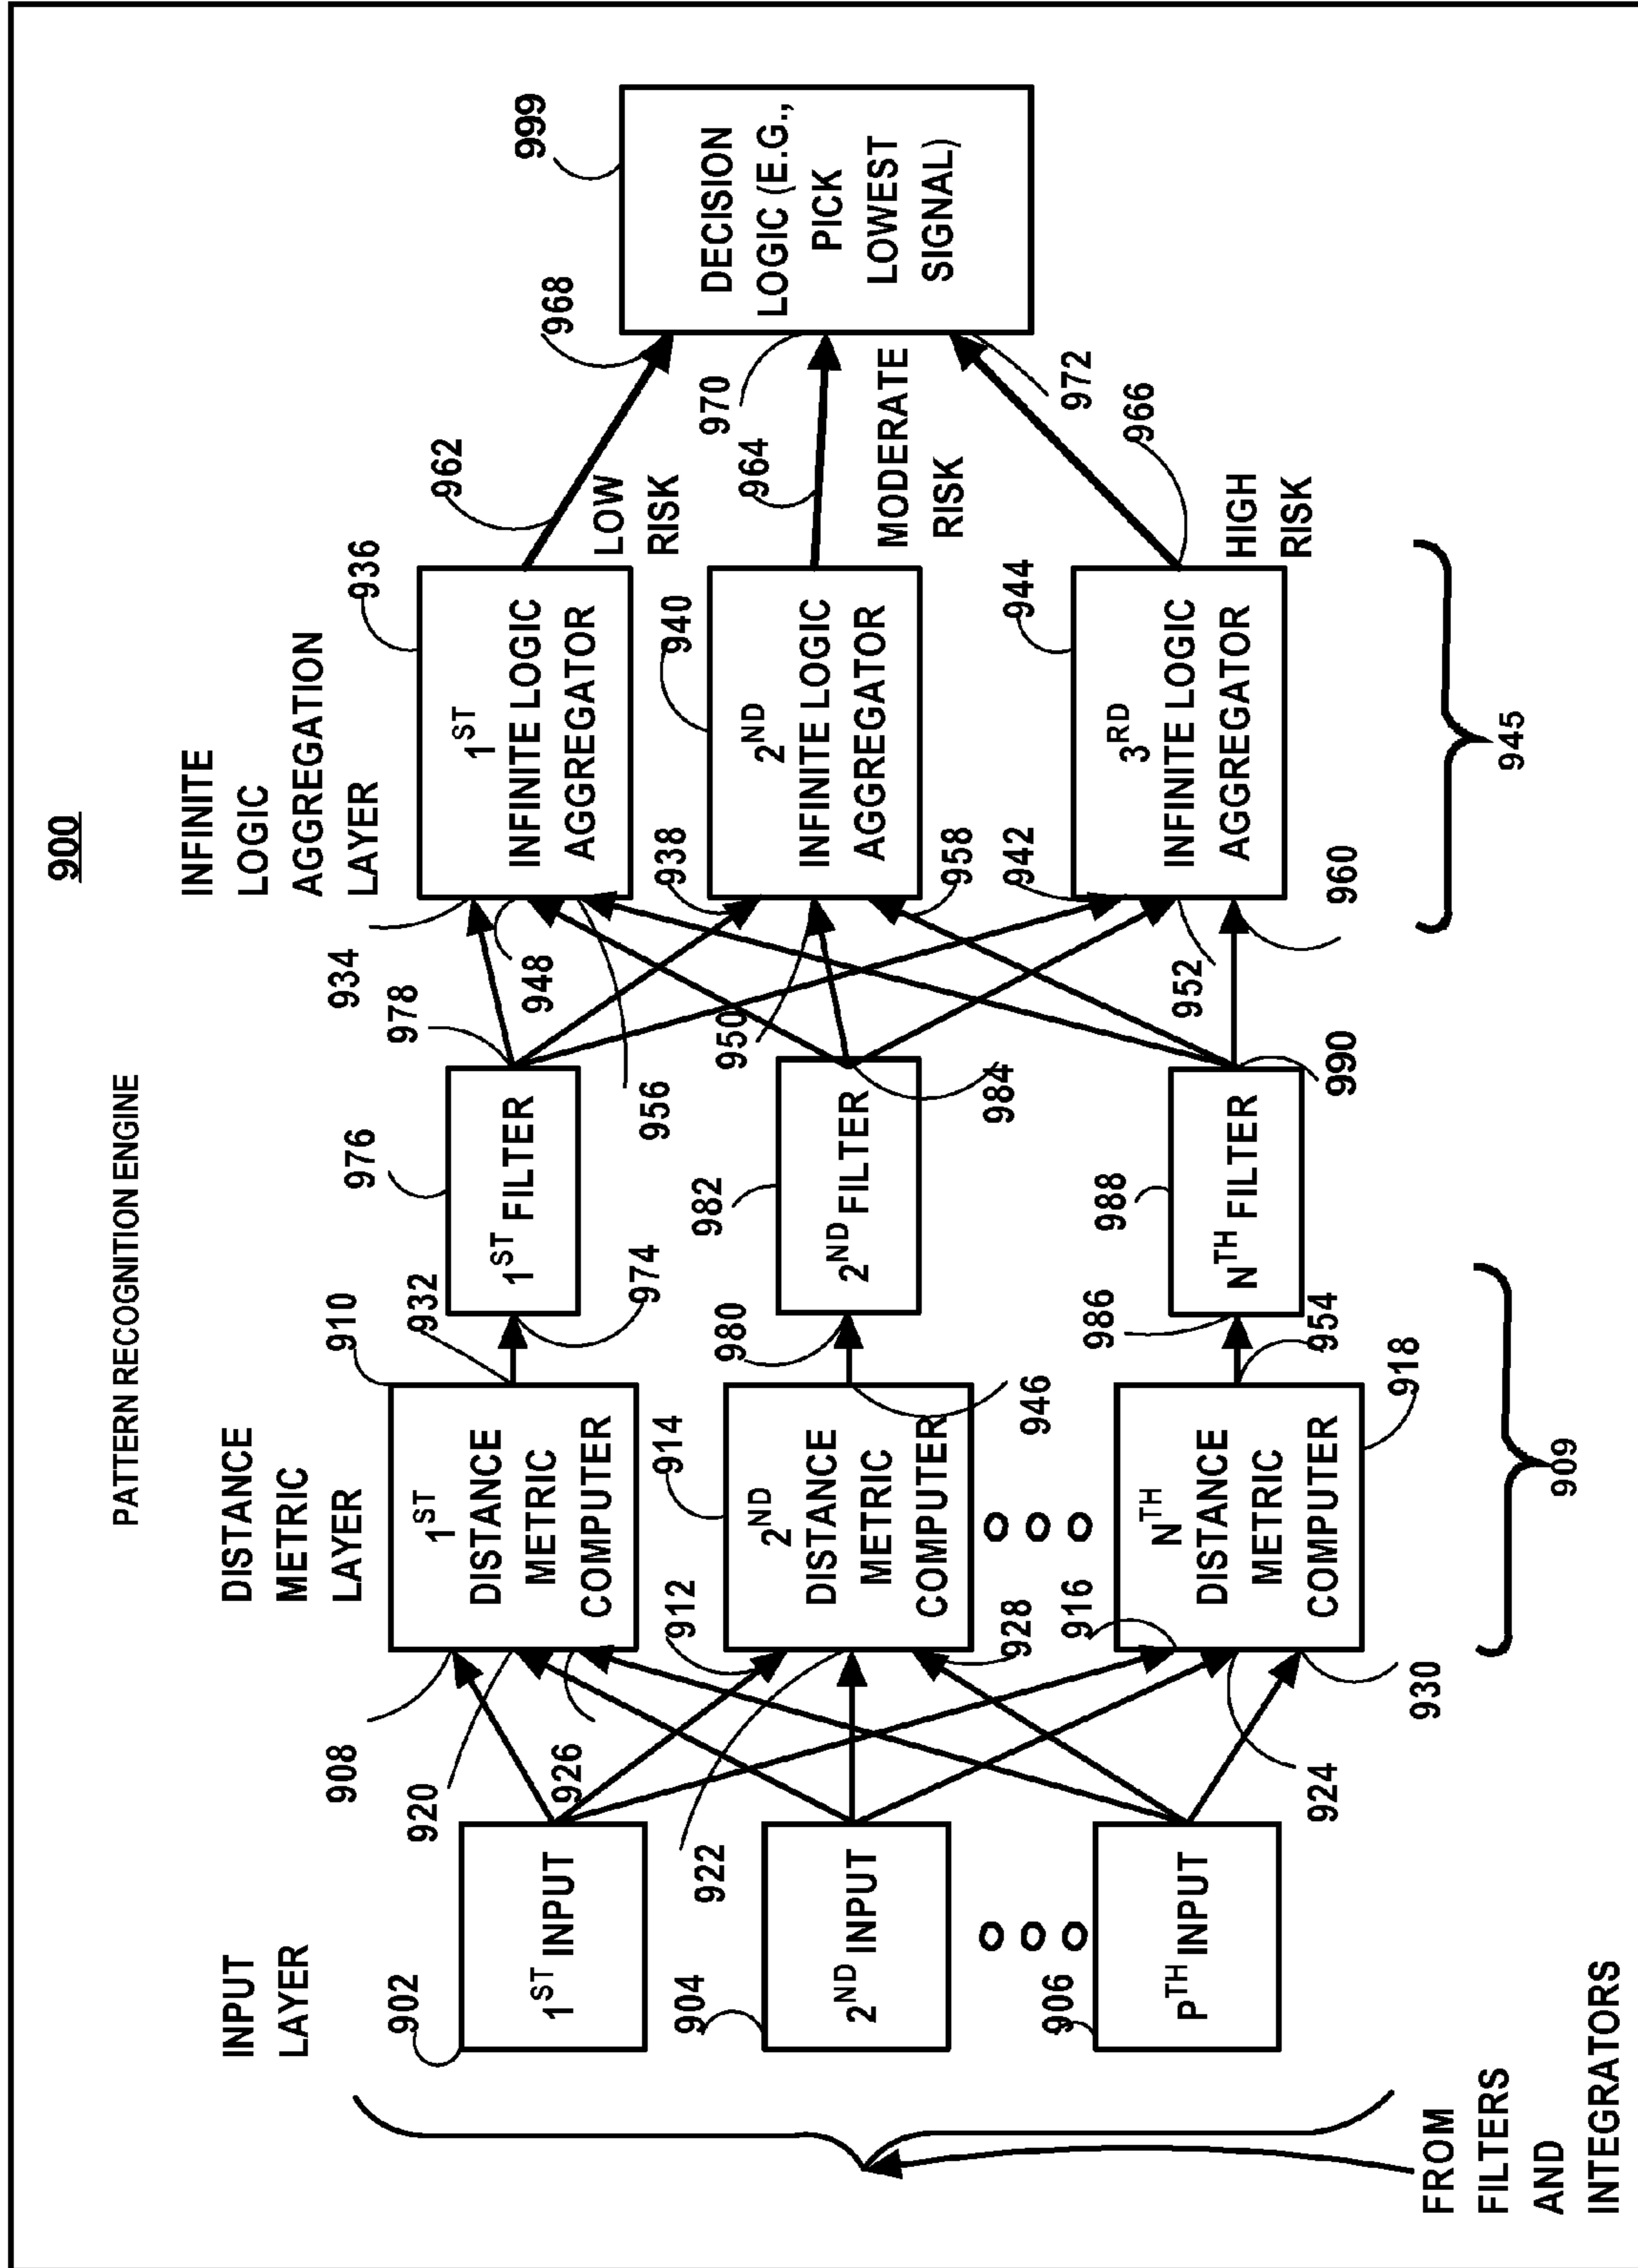 900
PATTERN RECOGNITION ENGINE
INPUT
LAYER
DISTANCE
METRIC
LAYER
INFINITE
LOGIC
AGGREGATION
LAYER
902
1ST INPUT
904
2ND INPUT
906
PTH INPUT
FROM
FILTERS
AND
INTEGRATORS
908
920
926
922
912
928
916
924
930
910
932
1ST
DISTANCE
METRIC
COMPUTER
914
2ND
DISTANCE
METRIC
COMPUTER
946
NTH
DISTANCE
METRIC
COMPUTER
918
954
909
974
976
1ST FILTER
978
980
982
2ND FILTER
984
986
988
NTH FILTER
990
934
948
956
950
938
958
942
952
960
936
1ST
INFINITE LOGIC
AGGREGATOR
940
2ND
INFINITE LOGIC
AGGREGATOR
944
3RD
INFINITE LOGIC
AGGREGATOR
945
962
LOW
RISK
964
MODERATE
RISK
966
HIGH
RISK
968
970
972
999
DECISION
LOGIC (E.G.,
PICK
LOWEST
SIGNAL)